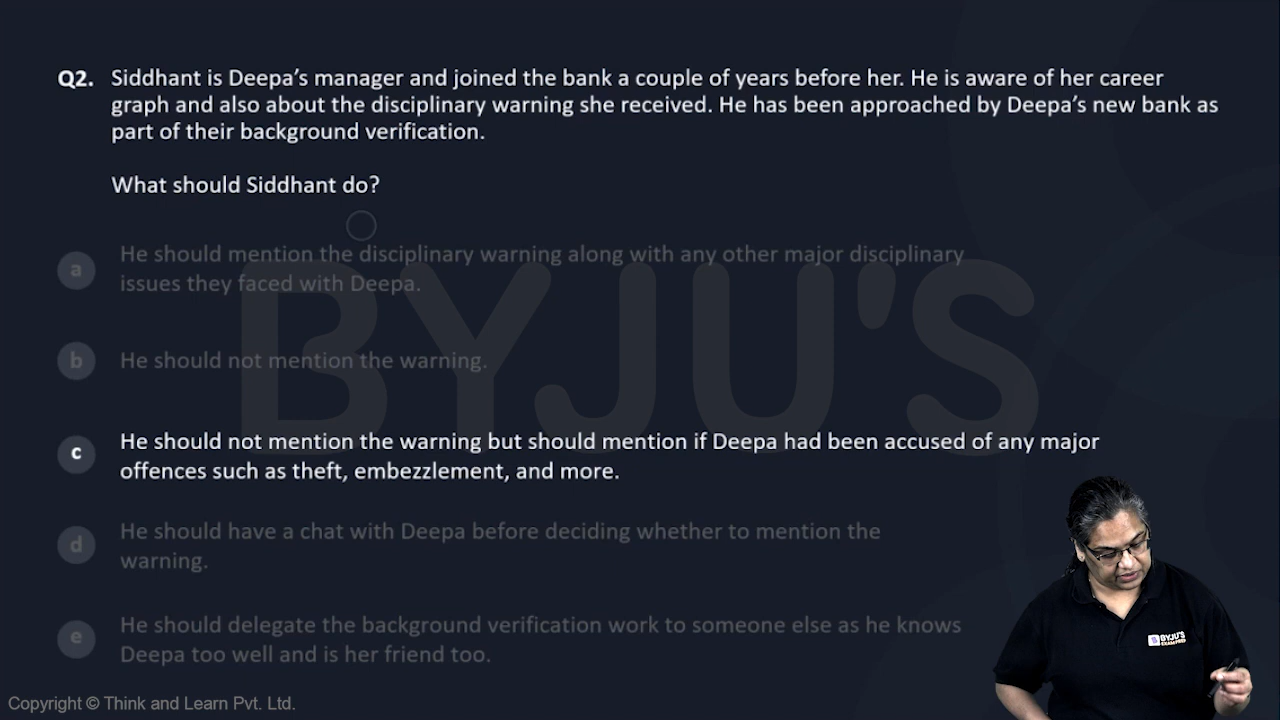 Q2. Siddhant is Deepa's manager and joined the bank a couple of years before her. He is aware of her career
graph and also about the disciplinary warning she received. He has been approached by Deepa's new bank as
part of their background verification.
What should Siddhant do?
a He should mention the disciplinary warning along with any other major disciplinary
issues they faced with Deepa.
BYJU'S
b He should not mention the warning.
c He should not mention the warning but should mention if Deepa had been accused of any major
offences such as theft, embezzlement, and more.
d He should have a chat with Deepa before deciding whether to mention the
warning.
e He should delegate the background verification work to someone else as he knows
Deepa too well and is her friend too.
BYJU'S
EXAM PREP
Copyright © Think and Learn Pvt. Ltd.